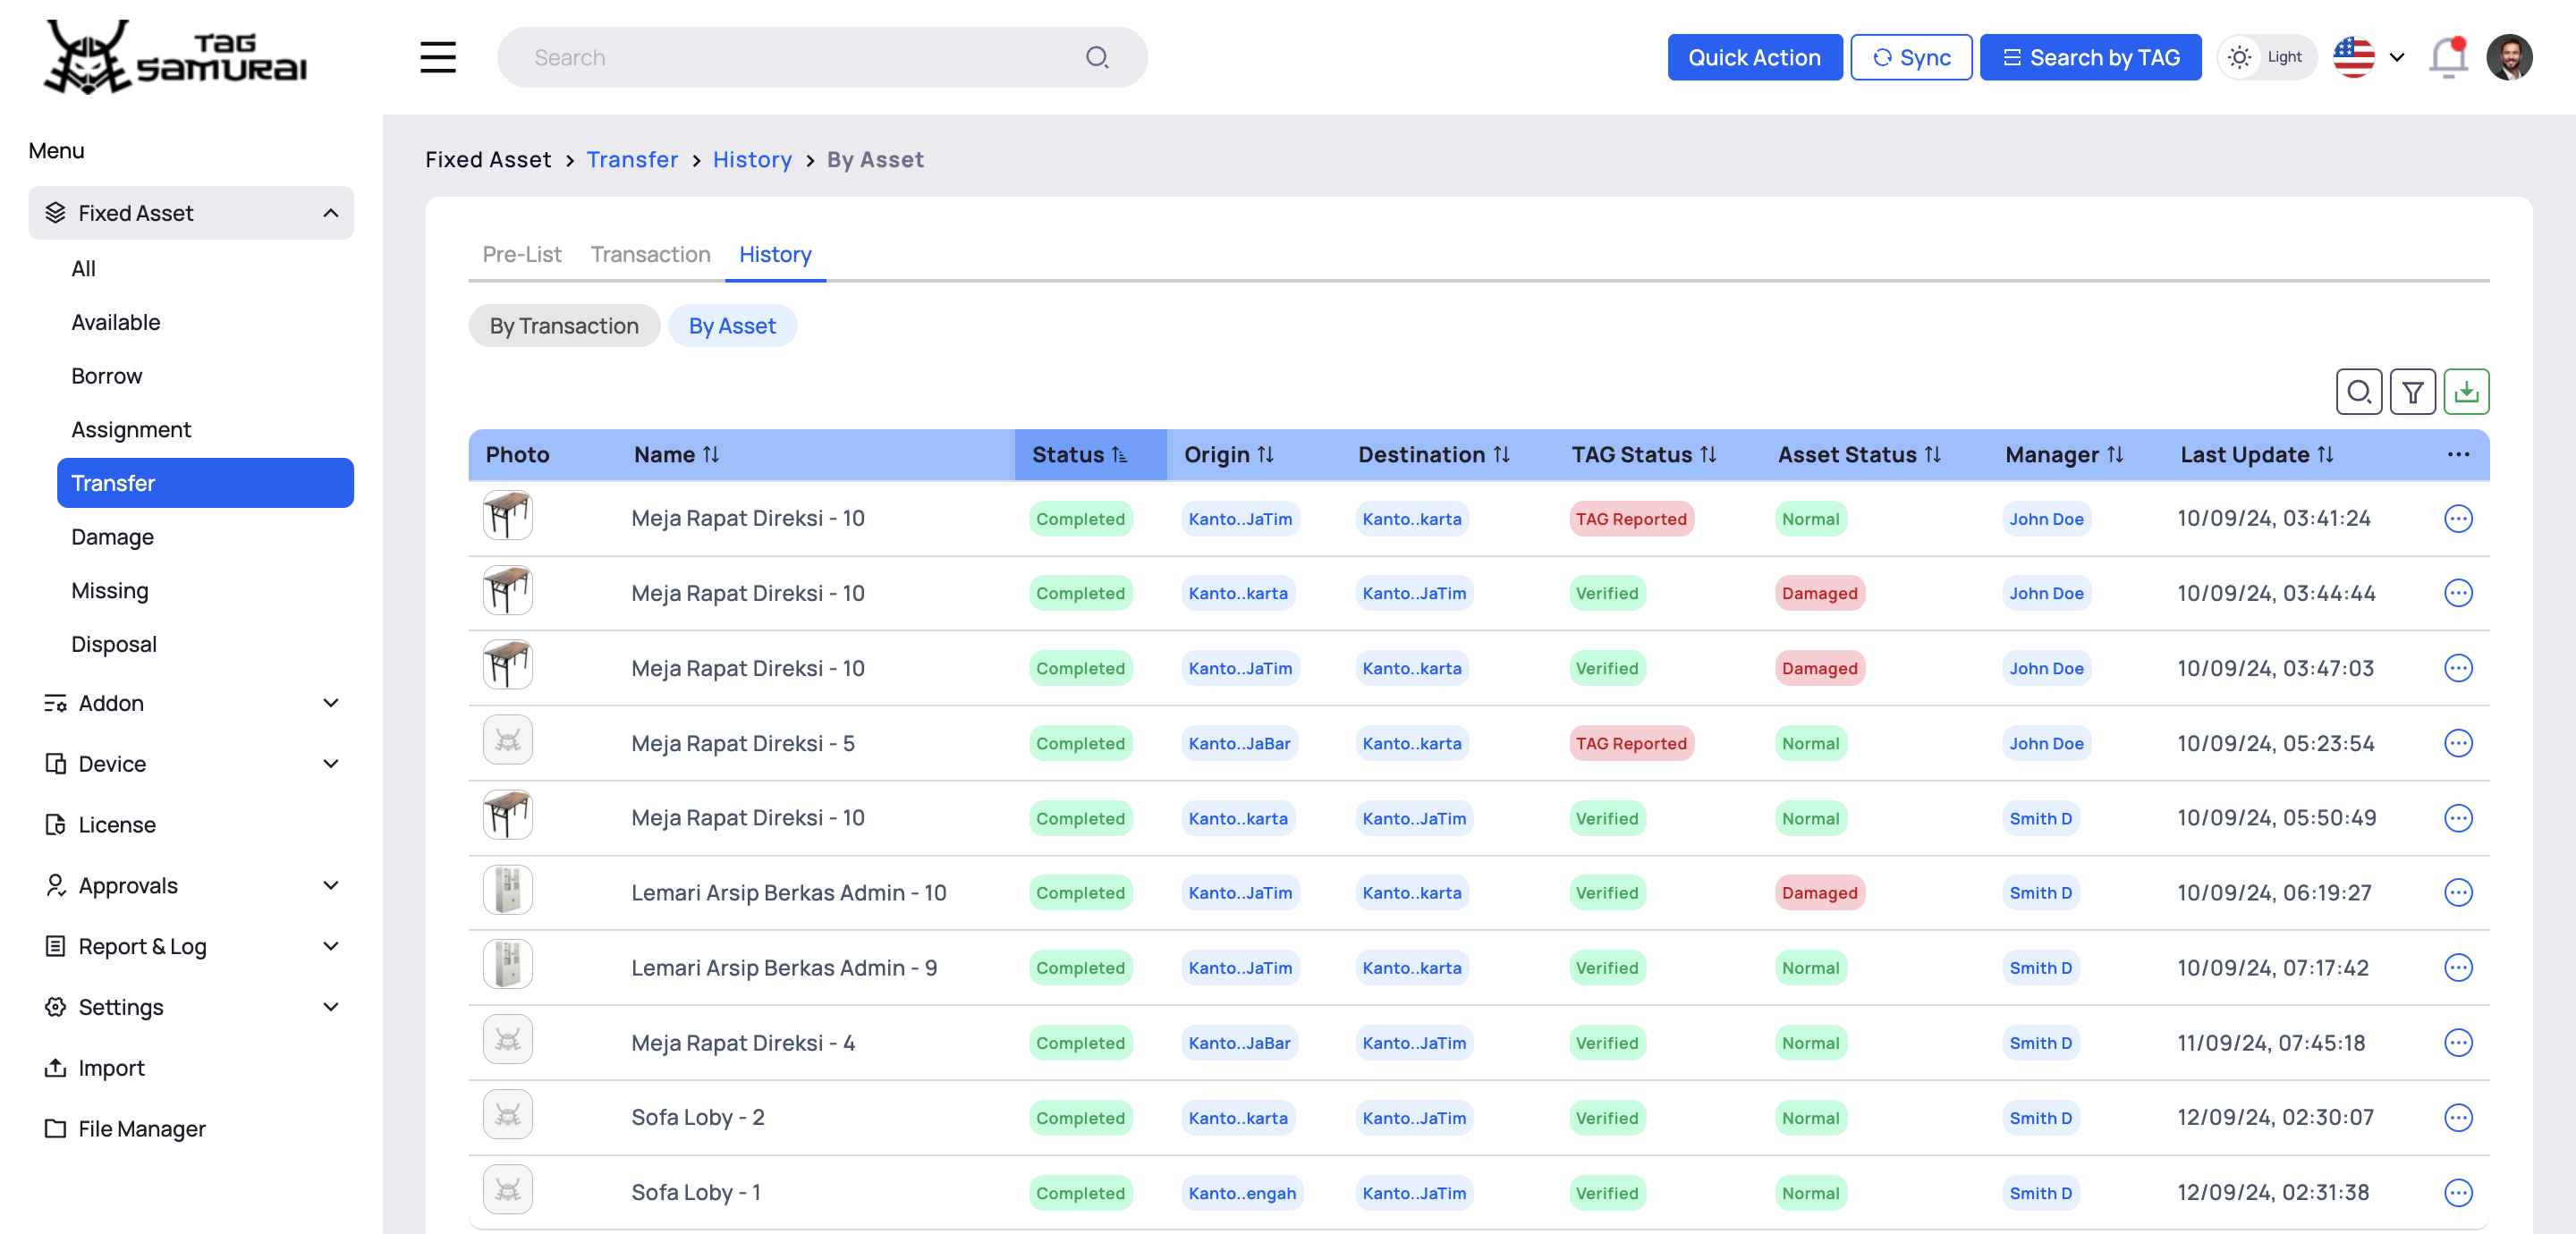 TAG
SAMURAI
Search
Quick Action
Sync
Search by TAG
Light
Menu
Fixed Asset
All
Available
Borrow
Assignment
Transfer
Damage
Missing
Disposal
Addon
Device
License
Approvals
Report & Log
Settings
Import
File Manager
Fixed Asset > Transfer > History > By Asset
Pre-List Transaction History
By Transaction By Asset
Photo Name Status Origin Destination TAG Status Asset Status Manager Last Update ...
Meja Rapat Direksi - 10 Completed Kanto..JaTim Kanto..karta TAG Reported Normal John Doe 10/09/24, 03:41:24
Meja Rapat Direksi - 10 Completed Kanto..karta Kanto..JaTim Verified Damaged John Doe 10/09/24, 03:44:44
Meja Rapat Direksi - 10 Completed Kanto..JaTim Kanto..karta Verified Damaged John Doe 10/09/24, 03:47:03
Meja Rapat Direksi - 5 Completed Kanto..JaBar Kanto..karta TAG Reported Normal John Doe 10/09/24, 05:23:54
Meja Rapat Direksi - 10 Completed Kanto..karta Kanto..JaTim Verified Normal Smith D 10/09/24, 05:50:49
Lemari Arsip Berkas Admin - 10 Completed Kanto..JaTim Kanto..karta Verified Damaged Smith D 10/09/24, 06:19:27
Lemari Arsip Berkas Admin - 9 Completed Kanto..JaTim Kanto..karta Verified Normal Smith D 10/09/24, 07:17:42
Meja Rapat Direksi - 4 Completed Kanto..JaBar Kanto..JaTim Verified Normal Smith D 11/09/24, 07:45:18
Sofa Loby - 2 Completed Kanto..karta Kanto..JaTim Verified Normal Smith D 12/09/24, 02:30:07
Sofa Loby - 1 Completed Kanto..engah Kanto..JaTim Verified Normal Smith D 12/09/24, 02:31:38